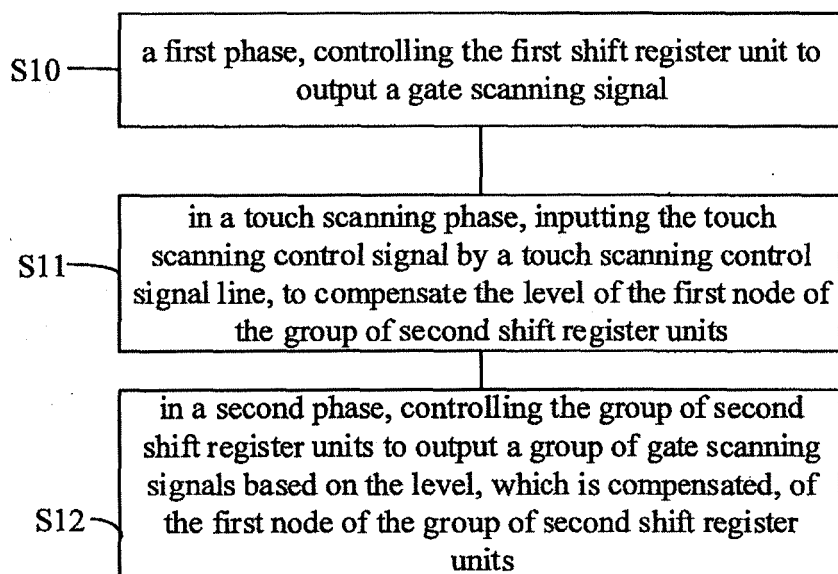 S10
a first phase, controlling the first shift register unit to
output a gate scanning signal
S11
in a touch scanning phase, inputting the touch
scanning control signal by a touch scanning control
signal line, to compensate the level of the first node of
the group of second shift register units
S12
in a second phase, controlling the group of second
shift register units to output a group of gate scanning
signals based on the level, which is compensated, of
the first node of the group of second shift register
units